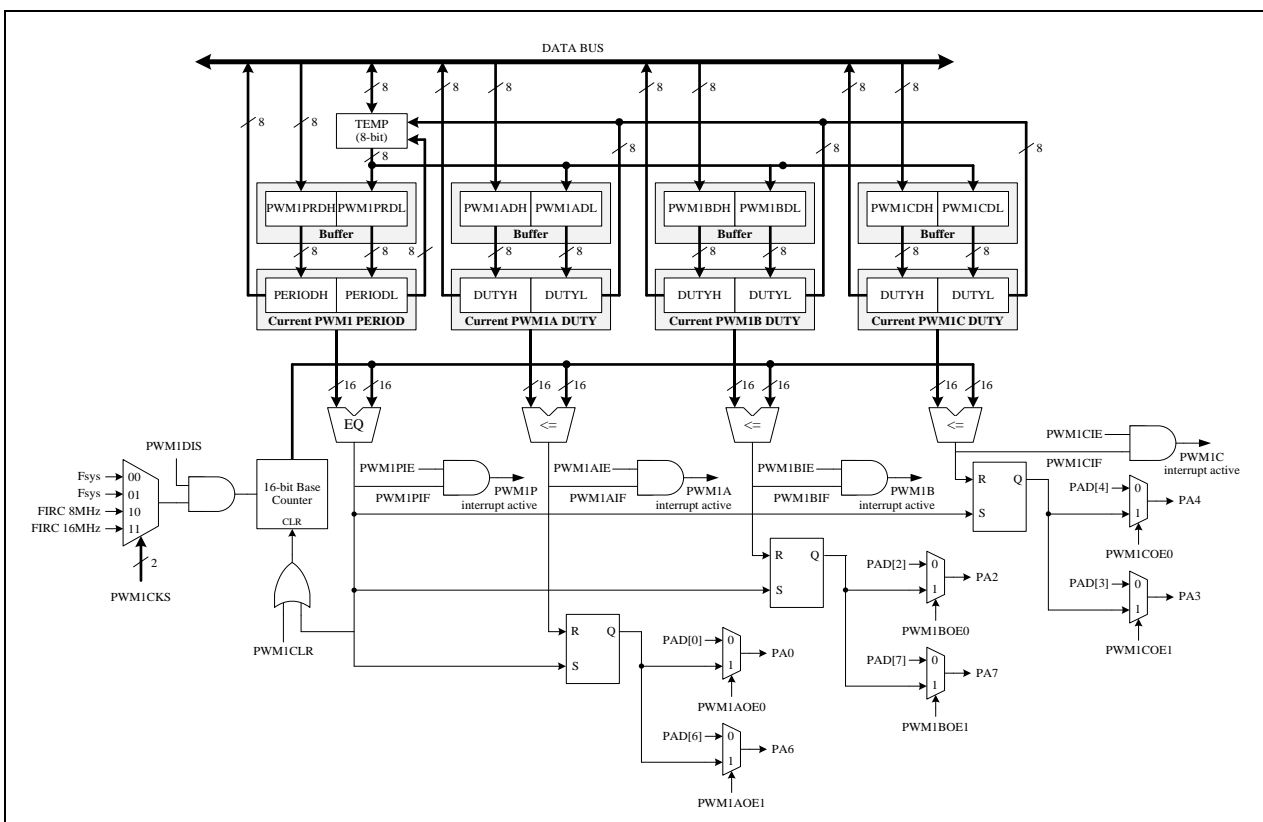 DATA BUS
8 8 8 8 8 8 8 8 8
TEMP
(8-bit)
8 8 8 8
8
PWM1PRDH PWM1PRDL
Buffer
PWM1ADH PWM1ADL
Buffer
PWM1BDH PWM1BDL
Buffer
PWM1CDH PWM1CDL
Buffer
8 8 8 8 8 8 8 8 8
PERIODH PERIODL
Current PWM1 PERIOD
DUTYH DUTYL
Current PWM1A DUTY
DUTYH DUTYL
Current PWM1B DUTY
DUTYH DUTYL
Current PWM1C DUTY
16 16 16 16 16 16 16 16
EQ <= <= <=
PWM1DIS
Fsys 00
Fsys 01
FIRC 8MHz 10
FIRC 16MHz 11
2
PWM1CKS
16-bit Base
Counter
CLR
PWM1CLR
PWM1PIE
PWM1PIF
PWM1P
interrupt active
PWM1AIE
PWM1AIF
PWM1A
interrupt active
PWM1BIE
PWM1BIF
PWM1B
interrupt active
PWM1CIE
PWM1CIF
PWM1C
interrupt active
R Q
S
PAD[4] 0
1
PA4
PWM1COE0
PAD[3] 0
1
PA3
PWM1COE1
R Q
S
PAD[2] 0
1
PA2
PWM1BOE0
PAD[7] 0
1
PA7
PWM1BOE1
R Q
S
PAD[0] 0
1
PA0
PWM1AOE0
PAD[6] 0
1
PA6
PWM1AOE1